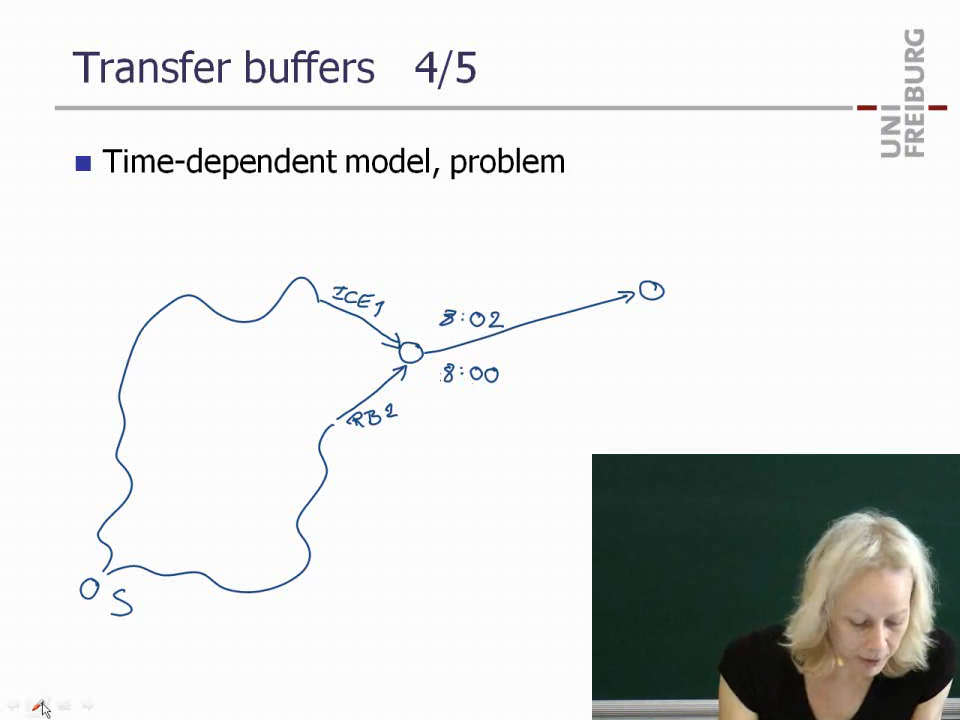 Transfer buffers 4/5
UNI
FREIBURG
Time-dependent model, problem
ICE1
8:02
8:00
RB2
S